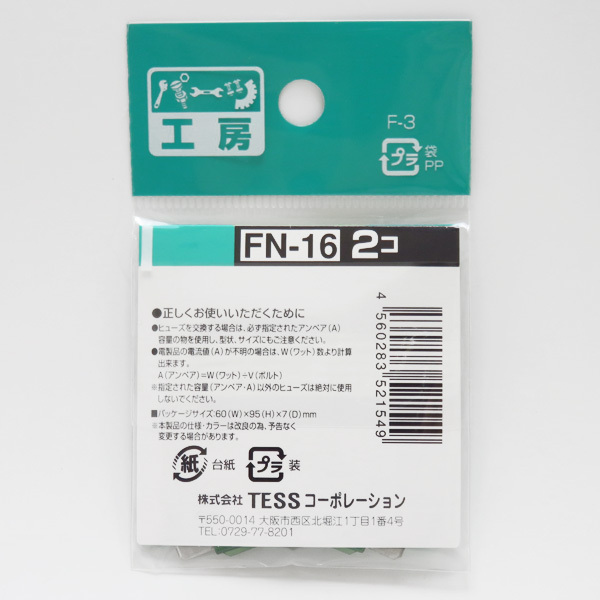 工房
F-3
プラ 袋 PP
FN-16 2コ
●正しくお使いいただくために
●ヒューズを交換する場合は、必ず指定されたアンペア(A)
容量の物を使用し、型状、サイズにもご注意ください。
●電製品の電流値(A)が不明の場合は、W(ワット)数より計算
出来ます。
A(アンペア)=W(ワット)÷V(ボルト)
※指定された容量(アンペア・A)以外のヒューズは絶対に使用
しないでください。
■パッケージサイズ:60(W)×95(H)×7(D)mm
※本製品の仕様・カラーは改良の為、予告なく
変更する場合があります。
4 560283 521549
紙 台紙 プラ 装
株式会社 TESSコーポレーション
〒550-0014 大阪市西区北堀江1丁目1番4号
TEL:0729-77-8201